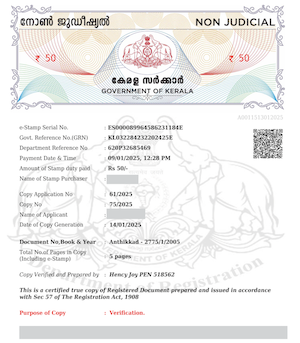 നോൺ ജുഡീഷ്യൽ NON JUDICIAL
₹ 50 ₹ 50
കേരള സർക്കാർ
GOVERNMENT OF KERALA
e-Stamp Serial No. : ES000089964586231184E
Govt. Reference No.(GRN) : KL032284232202425E
Department Reference No. : 620P32685469
Payment Date & Time : 09/01/2025, 12:28 PM
Amount of Stamp duty paid : Rs 50/-
Name of Stamp Purchaser :
Copy Application No : 61/2025
Copy No : 75/2025
Name of Applicant :
Date of Copy Generation : 14/01/2025
Document No,Book & Year : Anthikkad - 2775/1/2005
Total No.of Pages in Copy : 5 pages
(Including e-Stamp)
Copy Verified and Prepared by : Hency Joy PEN 518562
This is a certified true copy of Registered Document prepared and issued in accordance
with Sec 57 of The Registration Act, 1908
Purpose of Copy : Verification.